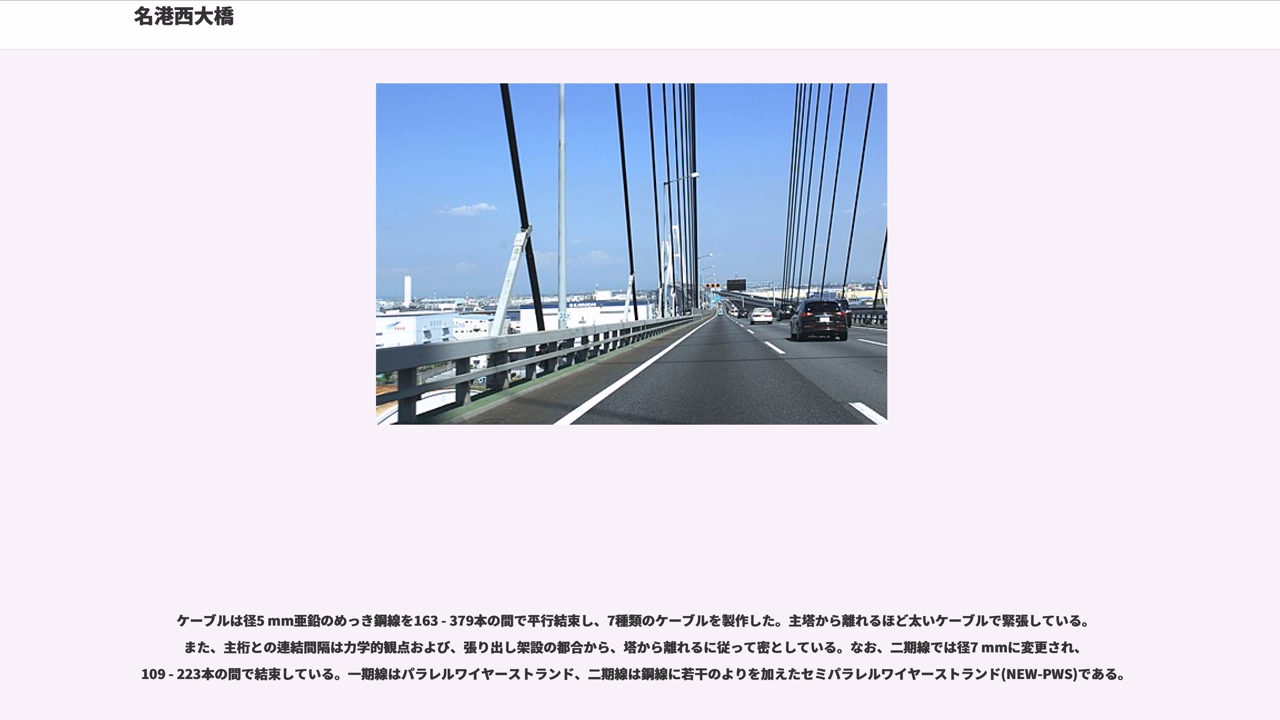 名港西大橋
ケーブルは径5 mm亜鉛のめっき鋼線を163 - 379本の間で平行結束し、7種類のケーブルを製作した。主塔から離れるほど太いケーブルで緊張している。
また、主桁との連結間隔は力学的観点および、張り出し架設の都合から、塔から離れるに従って密としている。なお、二期線では径7 mmに変更され、
109 - 223本の間で結束している。一期線はパラレルワイヤーストランド、二期線は鋼線に若干のよりを加えたセミパラレルワイヤーストランド(NEW-PWS)である。